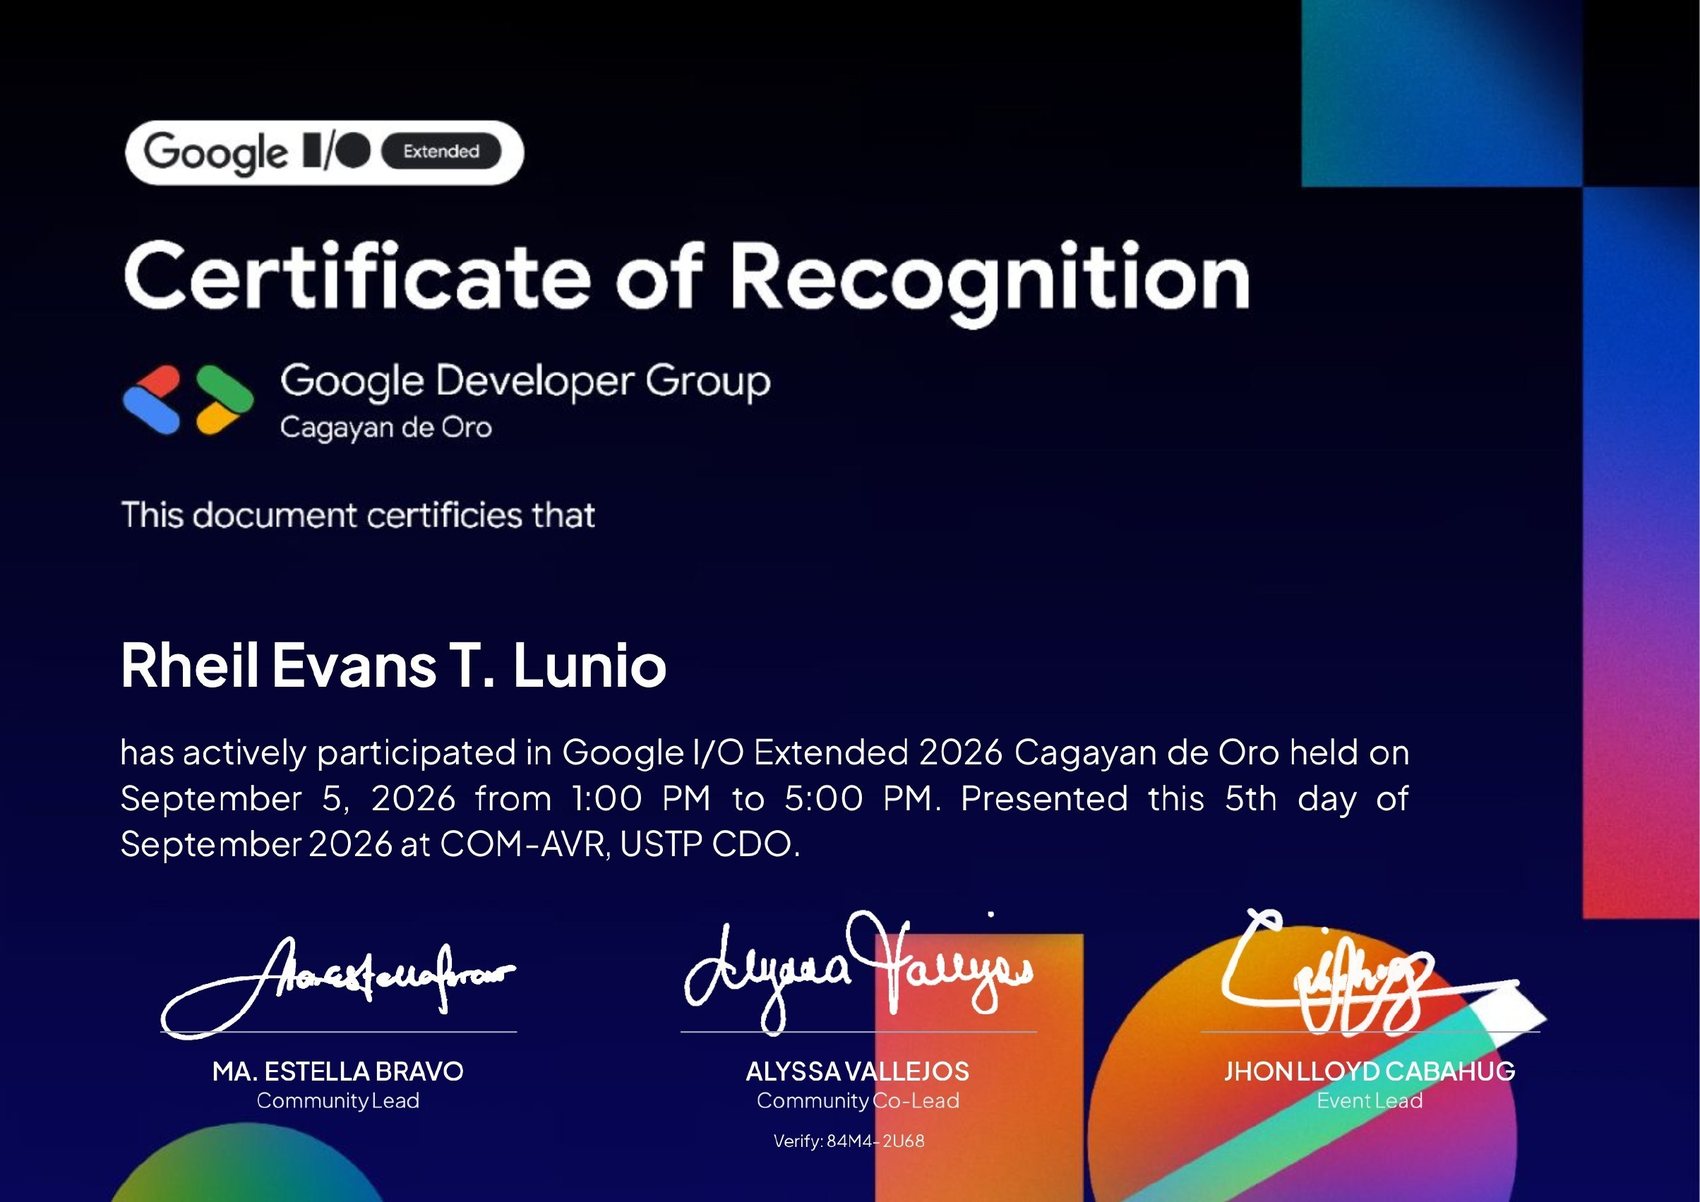 Google I/O Extended
Certificate of Recognition
Google Developer Group
Cagayan de Oro
This document certificies that
Rheil Evans T. Lunio
has actively participated in Google I/O Extended 2026 Cagayan de Oro held on
September 5, 2026 from 1:00 PM to 5:00 PM. Presented this 5th day of
September 2026 at COM-AVR, USTP CDO.
MA. ESTELLA BRAVO
Community Lead
ALYSSA VALLEJOS
Community Co-Lead
JHON LLOYD CABAHUG
Event Lead
Verify: 84M4-2U68